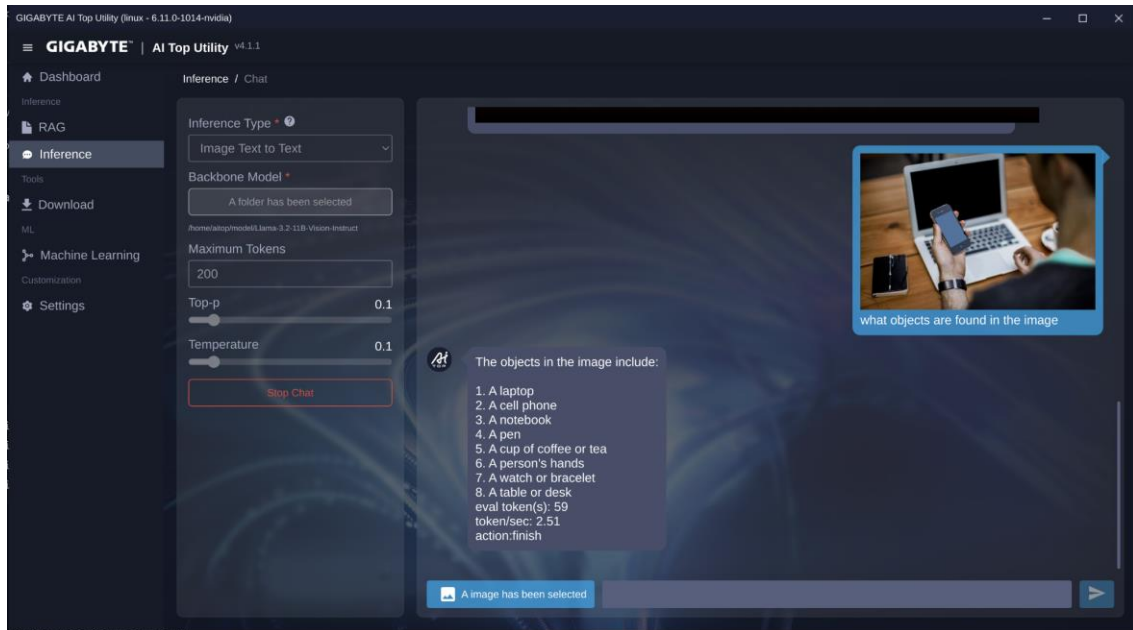 GIGABYTE AI Top Utility (linux - 6.11.0-1014-nvidia)
GIGABYTE™ | AI Top Utility v4.1.1
Dashboard
Inference
RAG
Inference
Tools
Download
ML
Machine Learning
Customization
Settings
Inference / Chat
Inference Type *
Image Text to Text
Backbone Model *
A folder has been selected
/home/aitop/model/Llama-3.2-11B-Vision-Instruct
Maximum Tokens
200
Top-p 0.1
Temperature 0.1
Stop Chat
what objects are found in the image
Ai
TOP
The objects in the image include:
1. A laptop
2. A cell phone
3. A notebook
4. A pen
5. A cup of coffee or tea
6. A person's hands
7. A watch or bracelet
8. A table or desk
eval token(s): 59
token/sec: 2.51
action:finish
A image has been selected